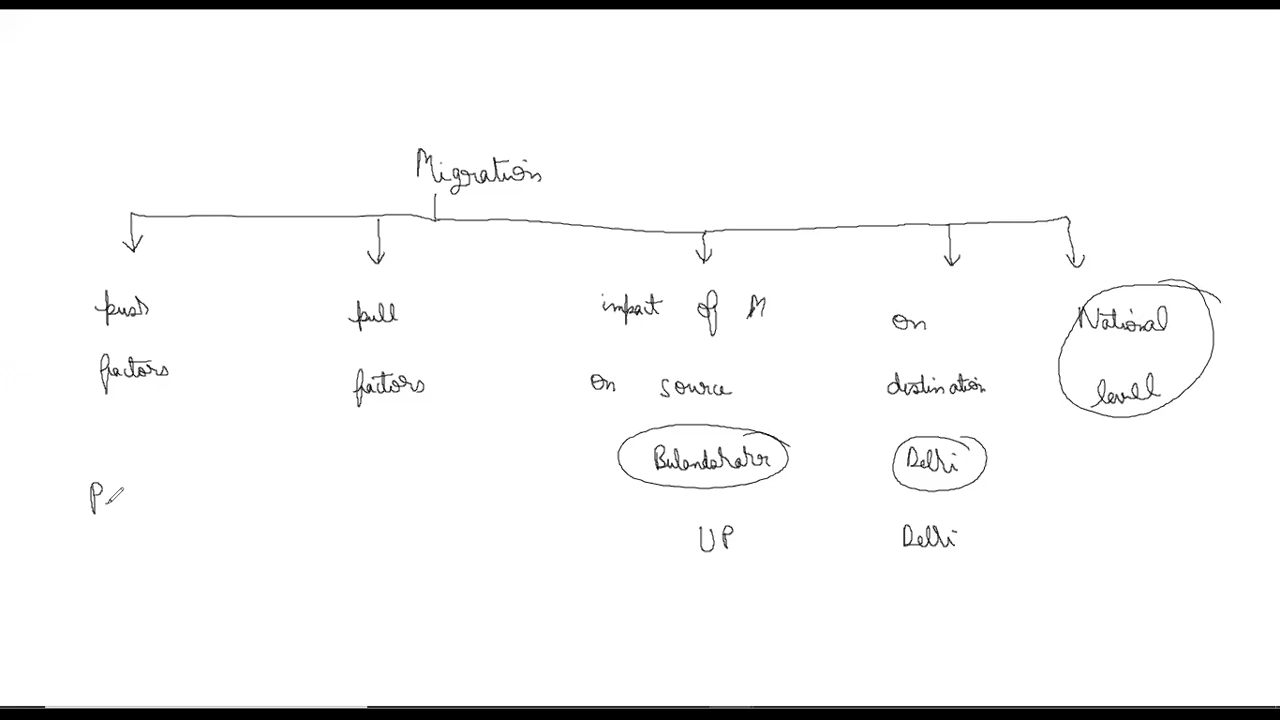 Migration
push factors
pull factors
impact of M on source
Bulandshahr
UP
on destination
Delhi
Delhi
National level
P